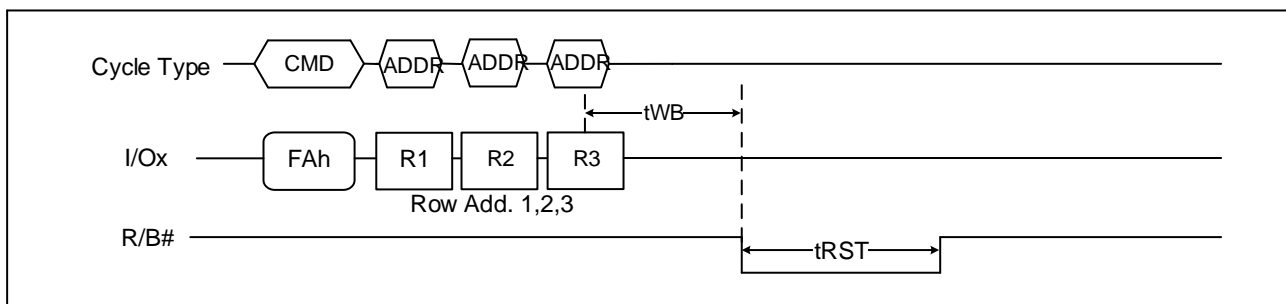 Cycle Type CMD ADDR ADDR ADDR
tWB
I/Ox FAh R1 R2 R3
Row Add. 1,2,3
R/B#
tRST